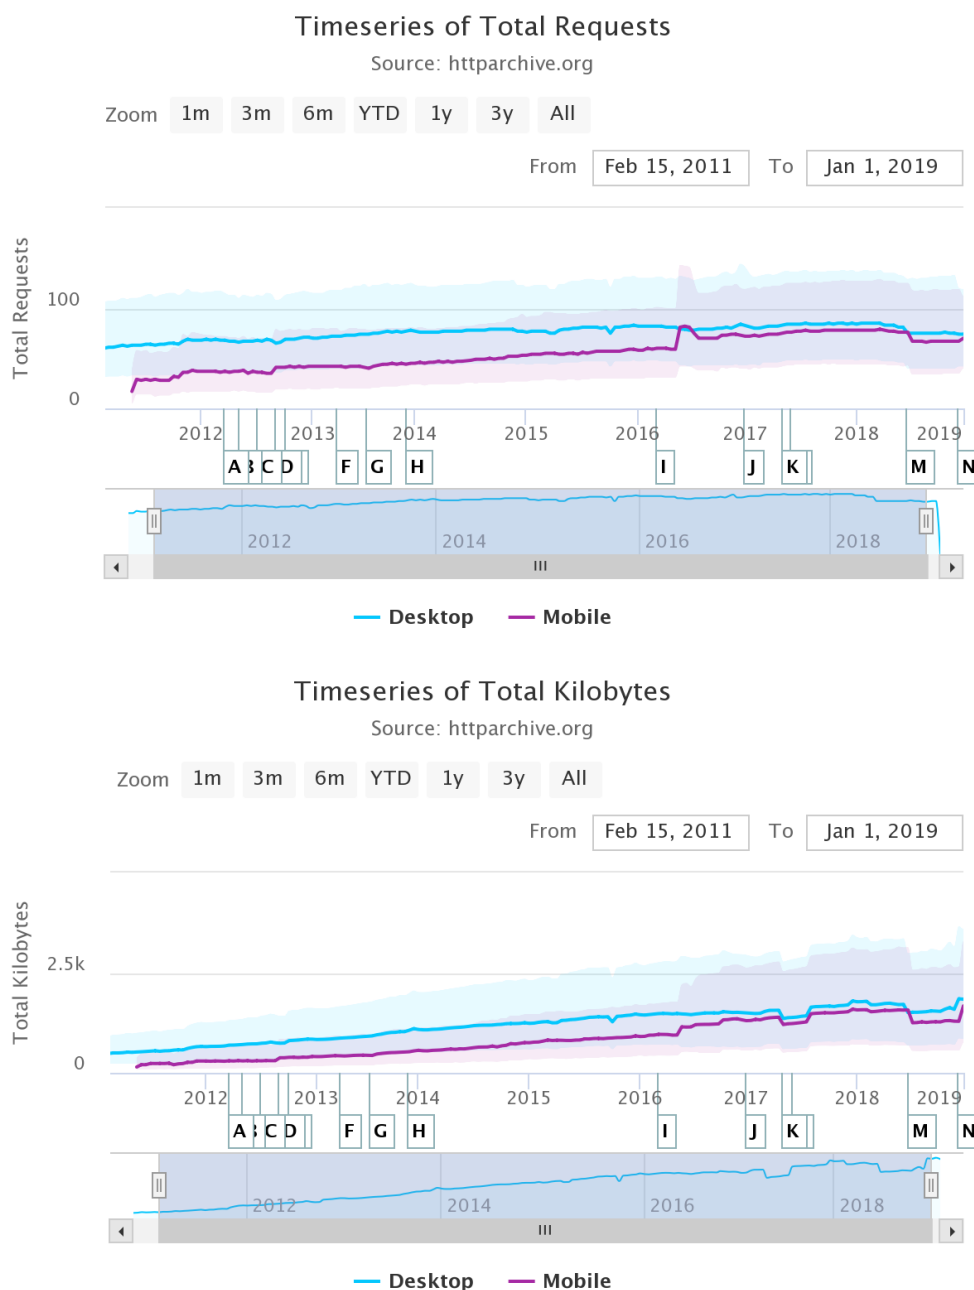 Timeseries of Total Requests
Source: httparchive.org
Zoom 1m 3m 6m YTD 1y 3y All
From Feb 15, 2011 To Jan 1, 2019
Total Requests
100
0
2012 2013 2014 2015 2016 2017 2018 2019
A C D F G H I J K M N
2012 2014 2016 2018
Desktop Mobile
Timeseries of Total Kilobytes
Source: httparchive.org
Zoom 1m 3m 6m YTD 1y 3y All
From Feb 15, 2011 To Jan 1, 2019
Total Kilobytes
2.5k
0
2012 2013 2014 2015 2016 2017 2018 2019
A C D F G H I J K M N
2012 2014 2016 2018
Desktop Mobile